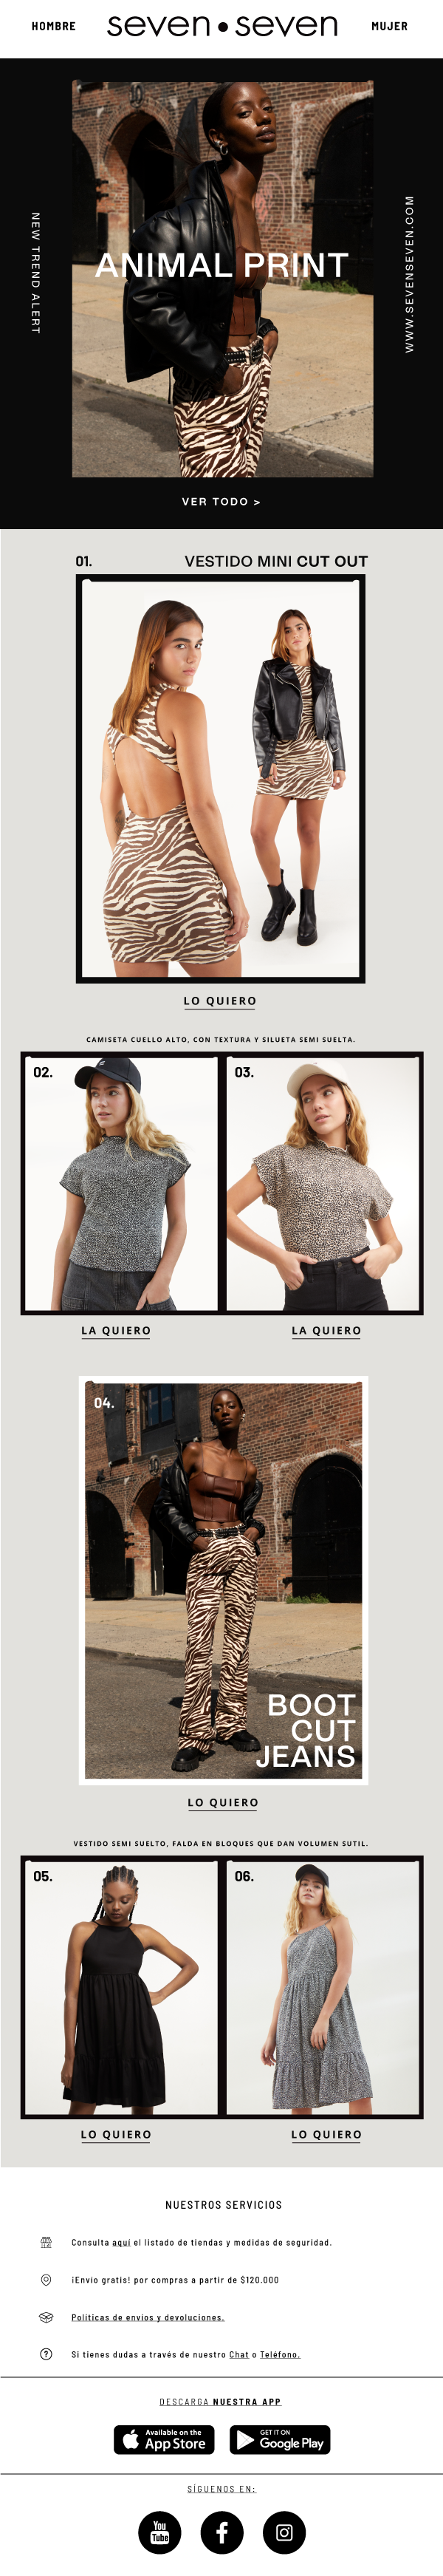 HOMBRE
seven•seven
MUJER
NEW TREND ALERT
ANIMAL PRINT
WWW.SEVENSEVEN.COM
VER TODO >
01.
VESTIDO MINI CUT OUT
LO QUIERO
CAMISETA CUELLO ALTO, CON TEXTURA Y SILUETA SEMI SUELTA.
02.
03.
LA QUIERO
LA QUIERO
04.
BOOT
CUT
JEANS
LO QUIERO
VESTIDO SEMI SUELTO, FALDA EN BLOQUES QUE DAN VOLUMEN SUTIL.
05.
06.
LO QUIERO
LO QUIERO
NUESTROS SERVICIOS
Consulta aquí el listado de tiendas y medidas de seguridad.
¡Envío gratis! por compras a partir de $120.000
Políticas de envíos y devoluciones.
Si tienes dudas a través de nuestro Chat o Teléfono.
DESCARGA NUESTRA APP
Available on the
App Store
GET IT ON
Google Play
SÍGUENOS EN:
You
Tube